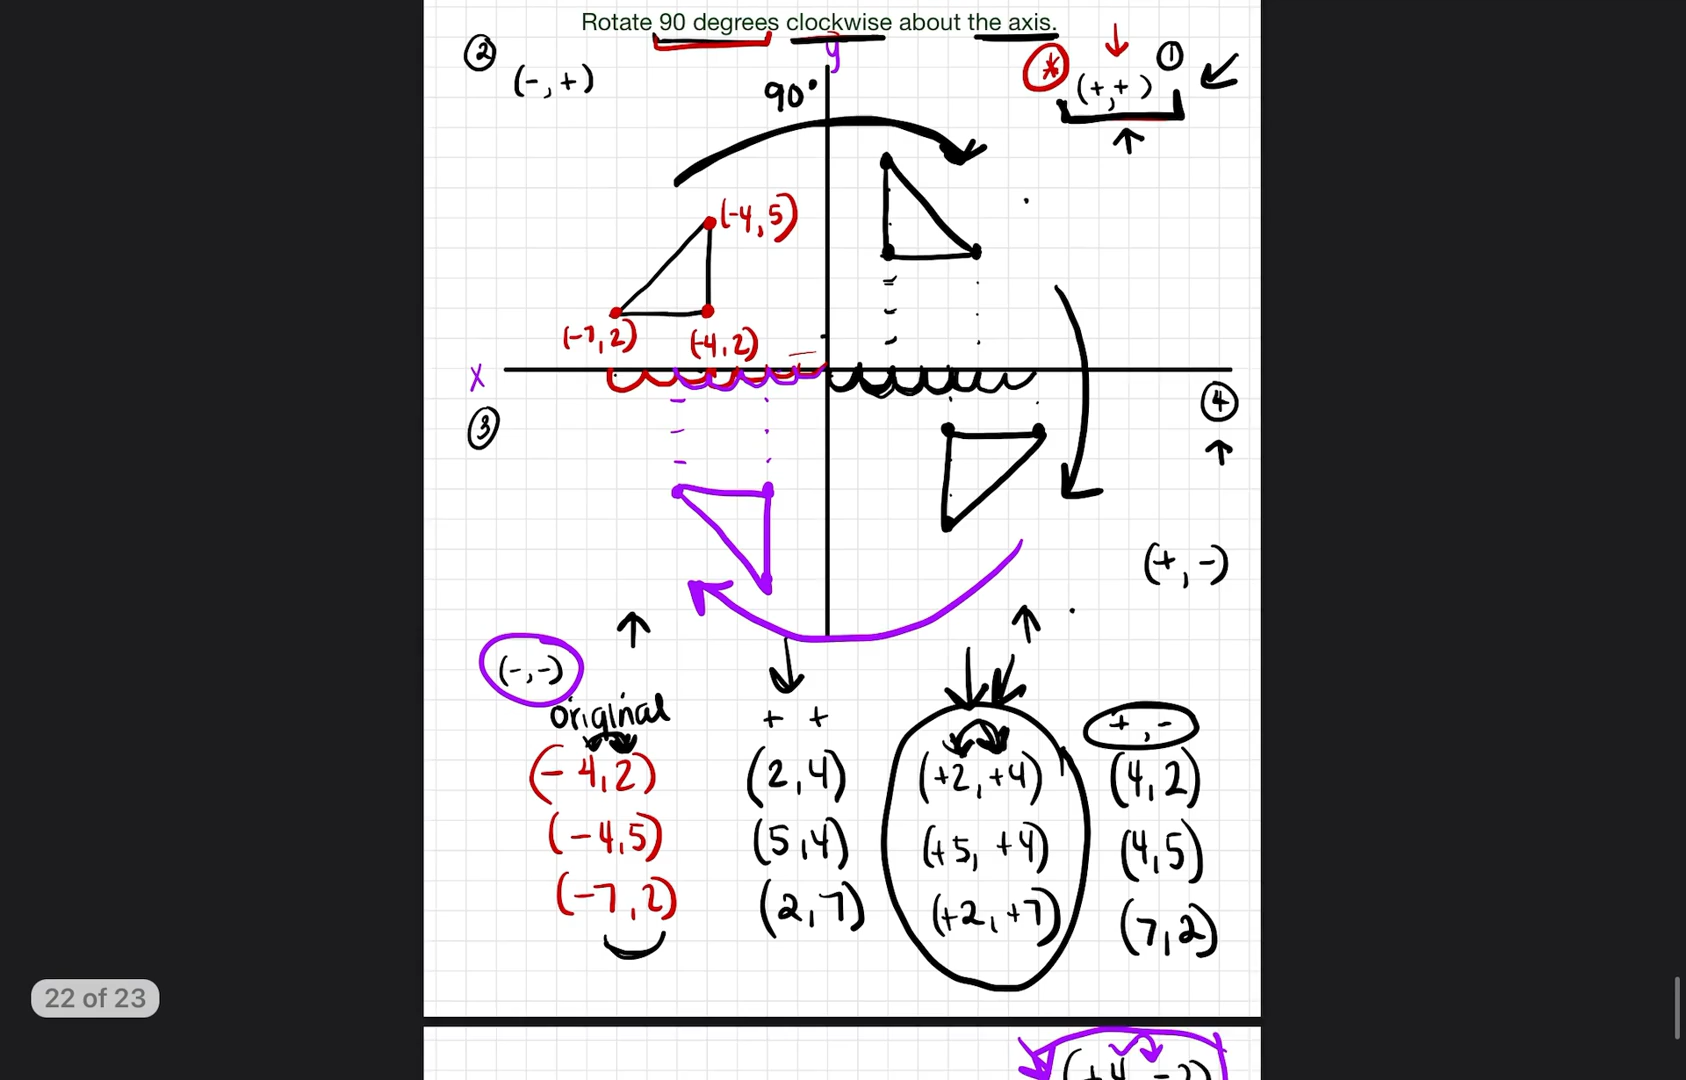 Rotate 90 degrees clockwise about the axis.
② (-,+)
y
90°
* (+,+) ①
(-4,5)
(-7,2) (-4,2)
X
③
④
(+,-)
(-,-)
original + + +,-
(-4,2) (2,4) (+2,+4) (4,2)
(-4,5) (5,4) (+5,+4) (4,5)
(-7,2) (2,7) (+2,+7) (7,2)
22 of 23